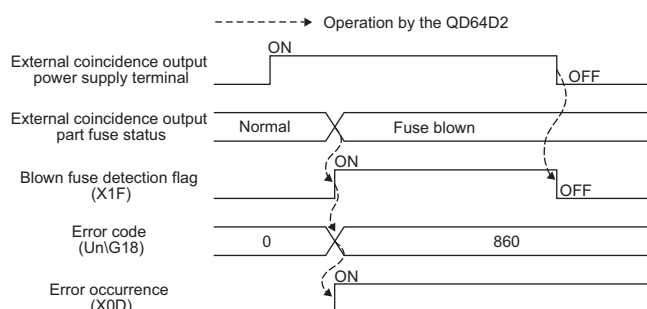 Operation by the QD64D2
External coincidence output
power supply terminal
ON
OFF
External coincidence output
part fuse status
Normal
Fuse blown
Blown fuse detection flag
(X1F)
ON
OFF
Error code
(Un\G18)
0
860
Error occurrence
(X0D)
ON